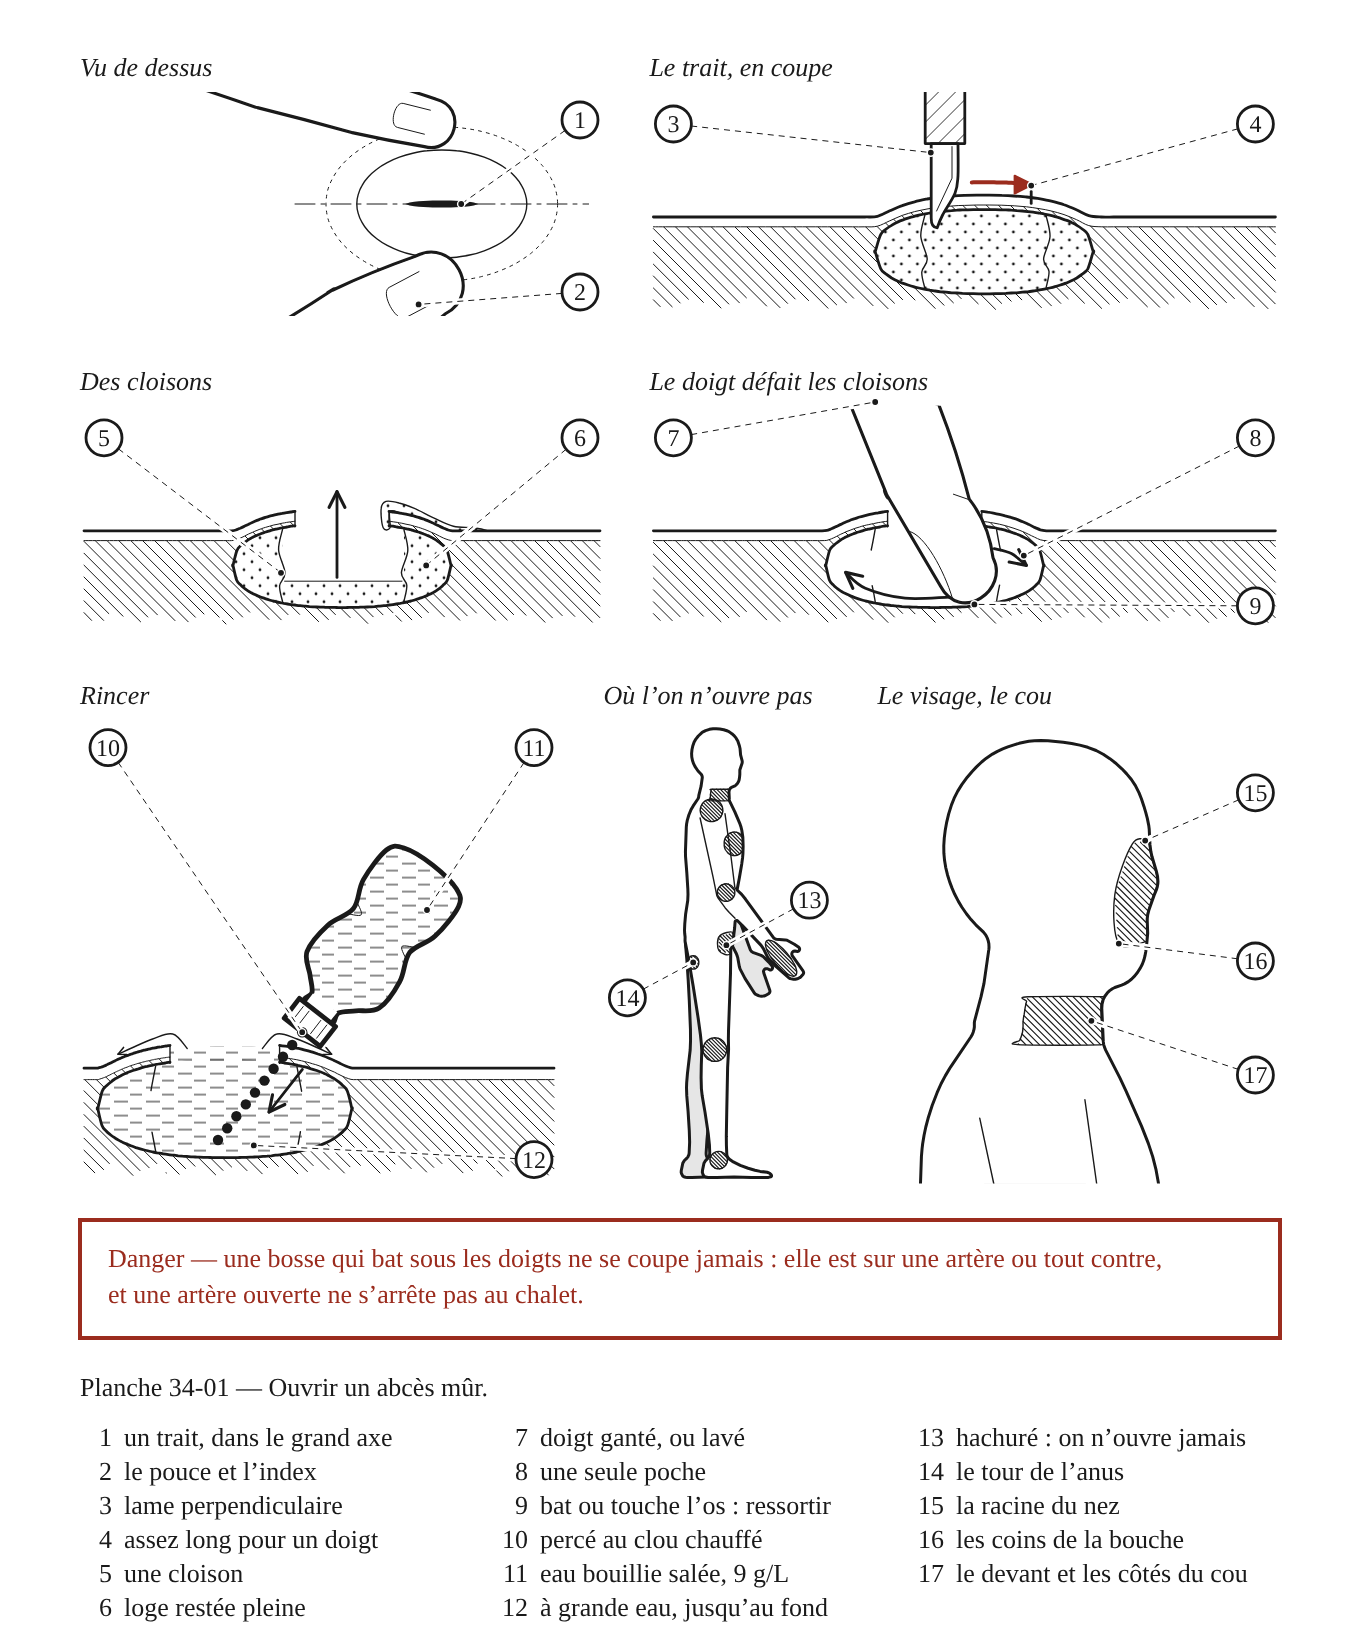 Vu de dessus
Le trait, en coupe
1
2
3
4
Des cloisons
Le doigt défait les cloisons
5
6
7
8
9
Rincer
Où l’on n’ouvre pas
Le visage, le cou
10
11
12
13
14
15
16
17
Danger — une bosse qui bat sous les doigts ne se coupe jamais : elle est sur une artère ou tout contre,
et une artère ouverte ne s’arrête pas au chalet.
Planche 34-01 — Ouvrir un abcès mûr.
1 un trait, dans le grand axe
2 le pouce et l’index
3 lame perpendiculaire
4 assez long pour un doigt
5 une cloison
6 loge restée pleine
7 doigt ganté, ou lavé
8 une seule poche
9 bat ou touche l’os : ressortir
10 percé au clou chauffé
11 eau bouillie salée, 9 g/L
12 à grande eau, jusqu’au fond
13 hachuré : on n’ouvre jamais
14 le tour de l’anus
15 la racine du nez
16 les coins de la bouche
17 le devant et les côtés du cou